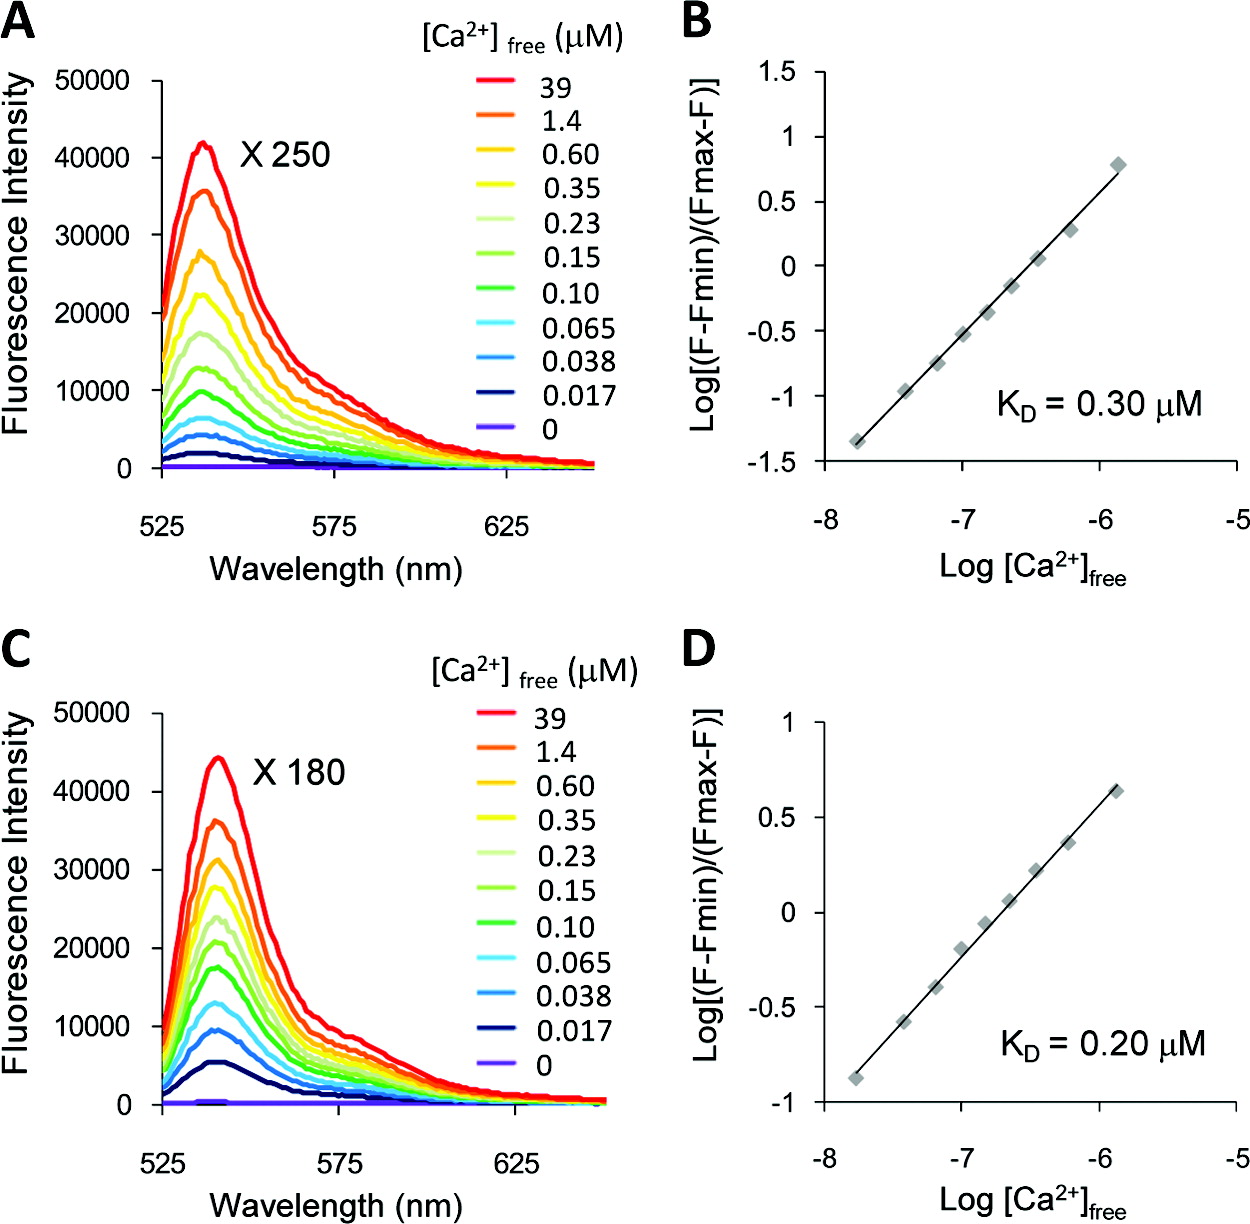 A
[Ca²⁺] free (μM)
39
1.4
0.60
0.35
0.23
0.15
0.10
0.065
0.038
0.017
0
X 250
Fluorescence Intensity
50000
40000
30000
20000
10000
0
525 575 625
Wavelength (nm)
B
Log[(F-Fmin)/(Fmax-F)]
1.5
1
0.5
0
-0.5
-1
-1.5
K_D = 0.30 μM
-8 -7 -6 -5
Log [Ca²⁺]free
C
[Ca²⁺] free (μM)
39
1.4
0.60
0.35
0.23
0.15
0.10
0.065
0.038
0.017
0
X 180
Fluorescence Intensity
50000
40000
30000
20000
10000
0
525 575 625
Wavelength (nm)
D
Log[(F-Fmin)/(Fmax-F)]
1
0.5
0
-0.5
-1
K_D = 0.20 μM
-8 -7 -6 -5
Log [Ca²⁺]free